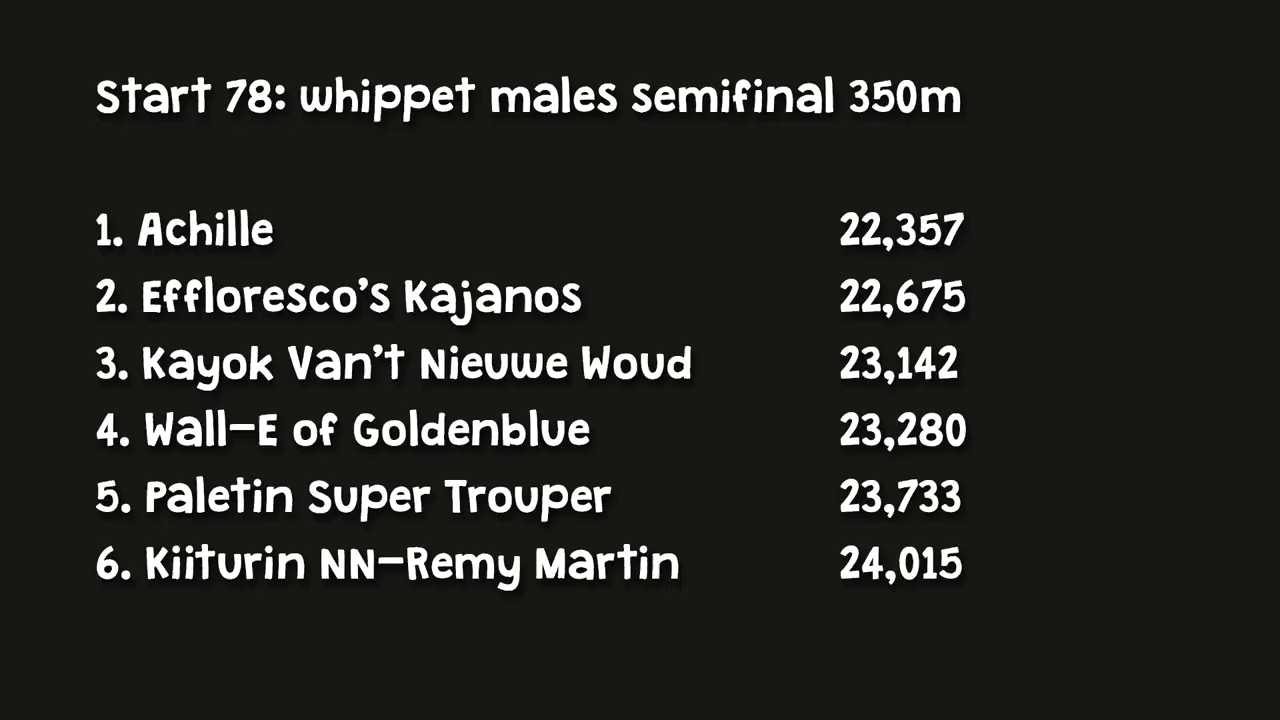 Start 78: whippet males semifinal 350m
1. Achille 22,357
2. Effloresco's Kajanos 22,675
3. Kayok Van't Nieuwe Woud 23,142
4. Wall-E of Goldenblue 23,280
5. Paletin Super Trouper 23,733
6. Kiiturin NN-Remy Martin 24,015